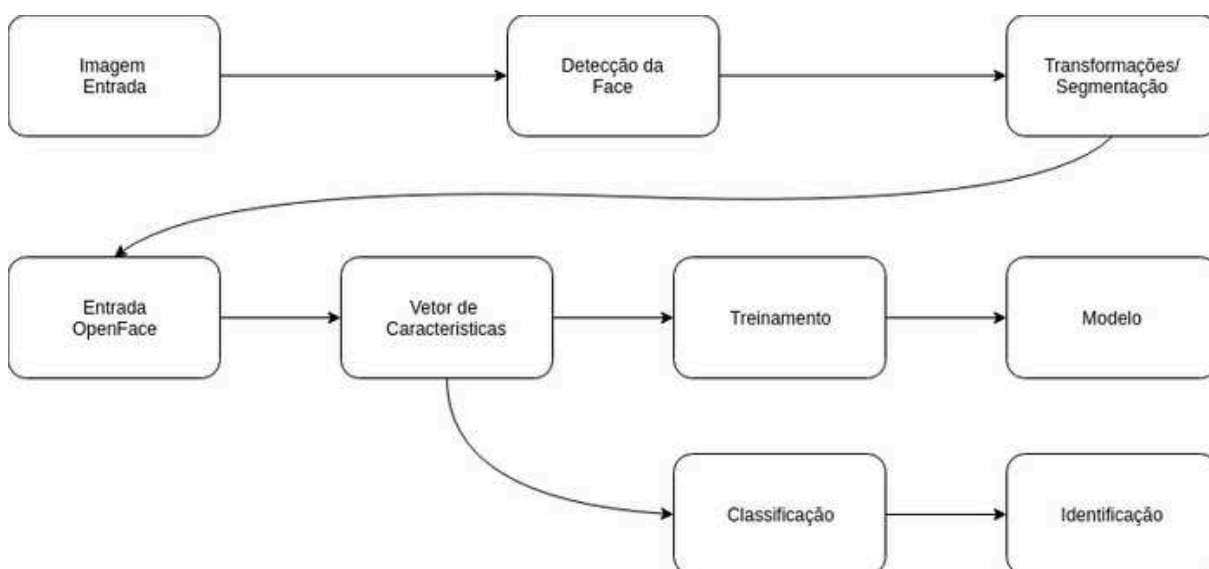 Imagem
Entrada
Detecção da
Face
Transformações/
Segmentação
Entrada
OpenFace
Vetor de
Caracteristicas
Treinamento
Modelo
Classificação
Identificação